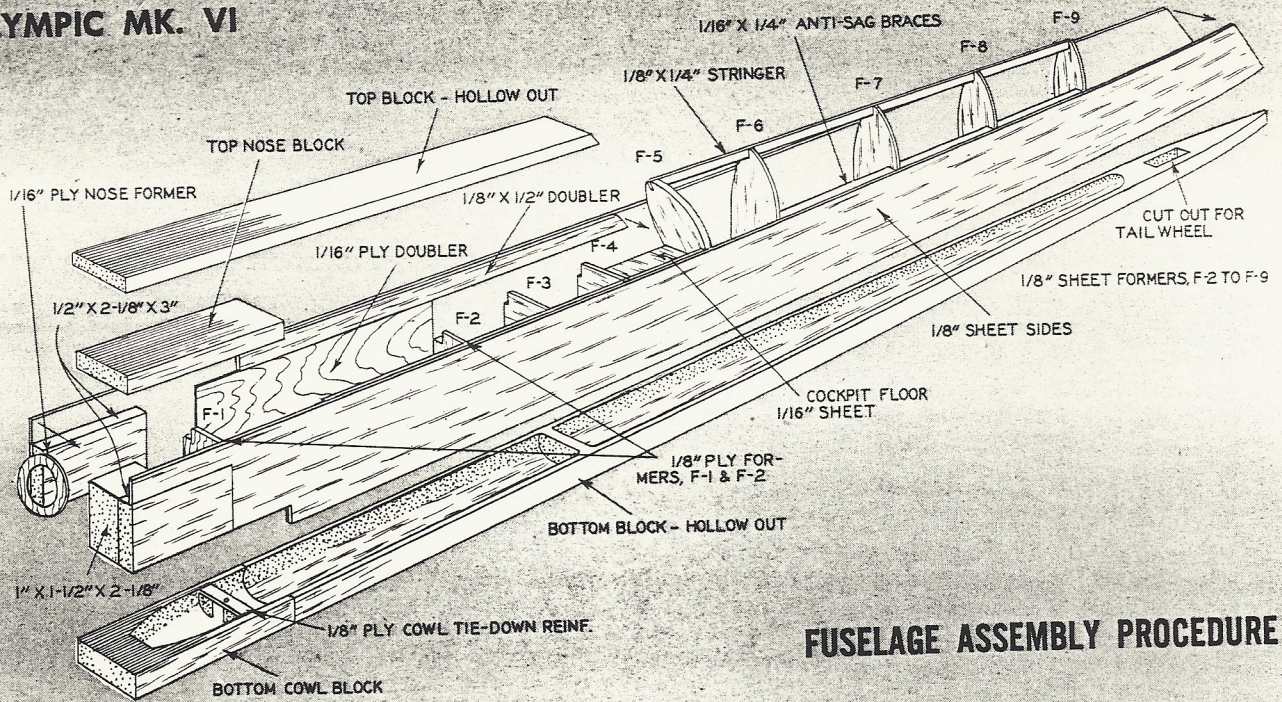 YMPIC MK. VI
1/16" X 1/4" ANTI-SAG BRACES
F-9
F-8
1/8" X 1/4" STRINGER
F-7
TOP BLOCK - HOLLOW OUT
F-6
TOP NOSE BLOCK
F-5
1/16" PLY NOSE FORMER
1/8" X 1/2" DOUBLER
CUT OUT FOR
TAIL WHEEL
1/16" PLY DOUBLER
F-4
F-3
1/8" SHEET FORMERS, F-2 TO F-9
1/2" X 2-1/8" X 3"
F-2
1/8" SHEET SIDES
COCKPIT FLOOR
1/16" SHEET
F-1
1/8" PLY FOR-
MERS, F-1 & F-2
BOTTOM BLOCK - HOLLOW OUT
1" X 1-1/2" X 2-1/8"
1/8" PLY COWL TIE-DOWN REINF.
FUSELAGE ASSEMBLY PROCEDURE
BOTTOM COWL BLOCK